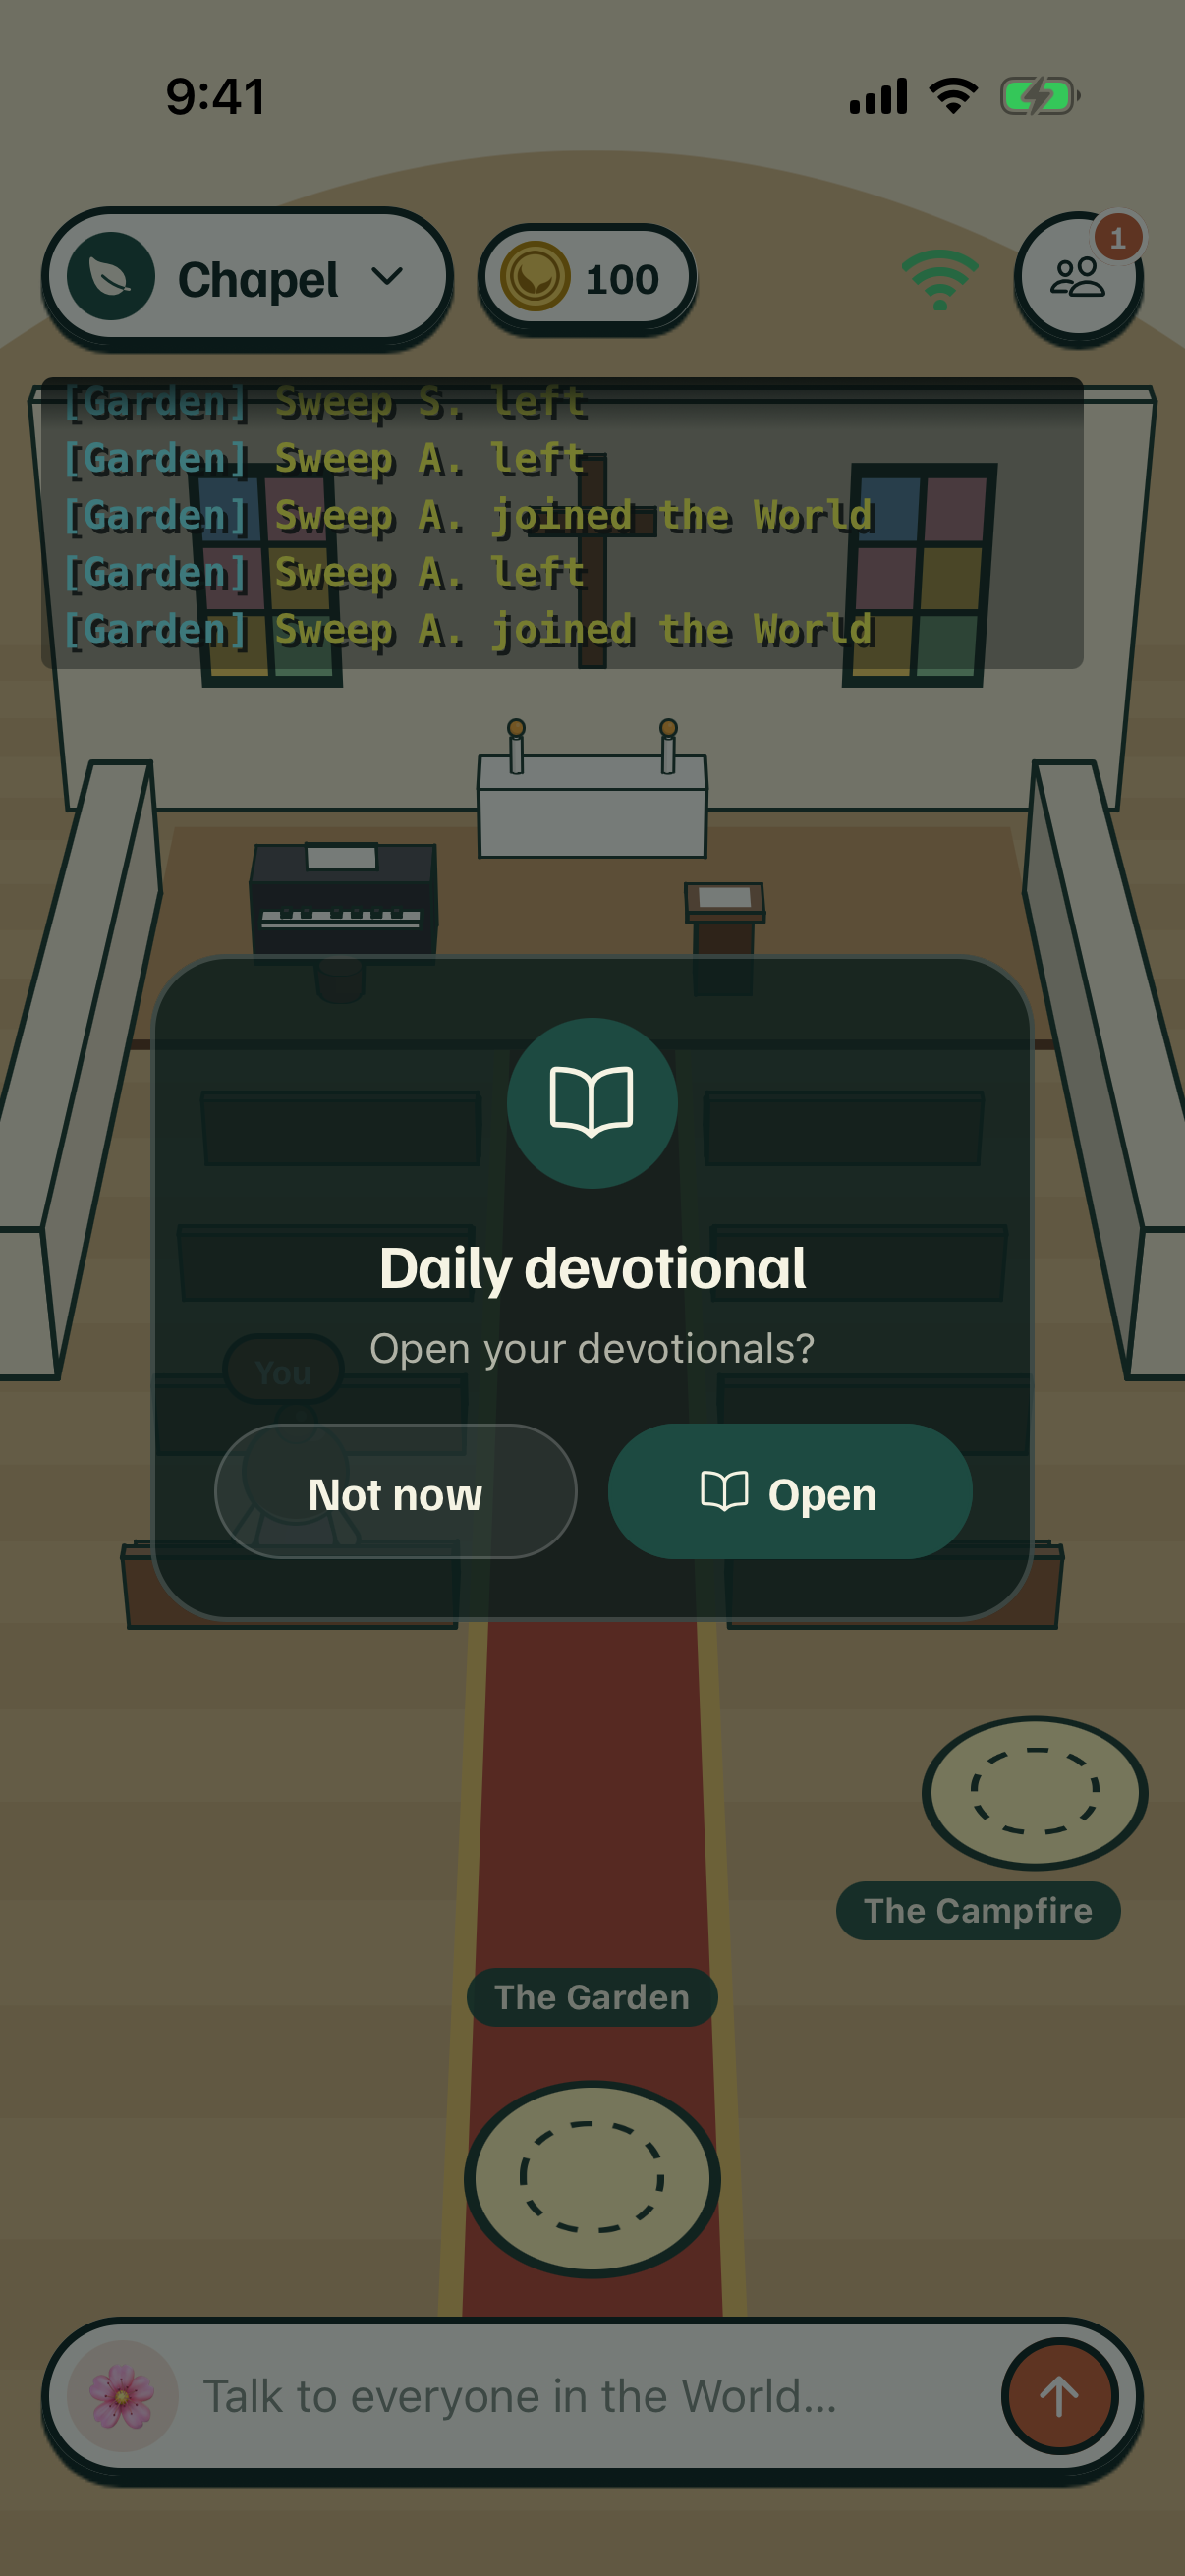 9:41
Chapel
100
1
[Garden] Sweep S. left
[Garden] Sweep A. left
[Garden] Sweep A. joined the World
[Garden] Sweep A. left
[Garden] Sweep A. joined the World
Daily devotional
Open your devotionals?
You
Not now
Open
The Campfire
The Garden
Talk to everyone in the World...